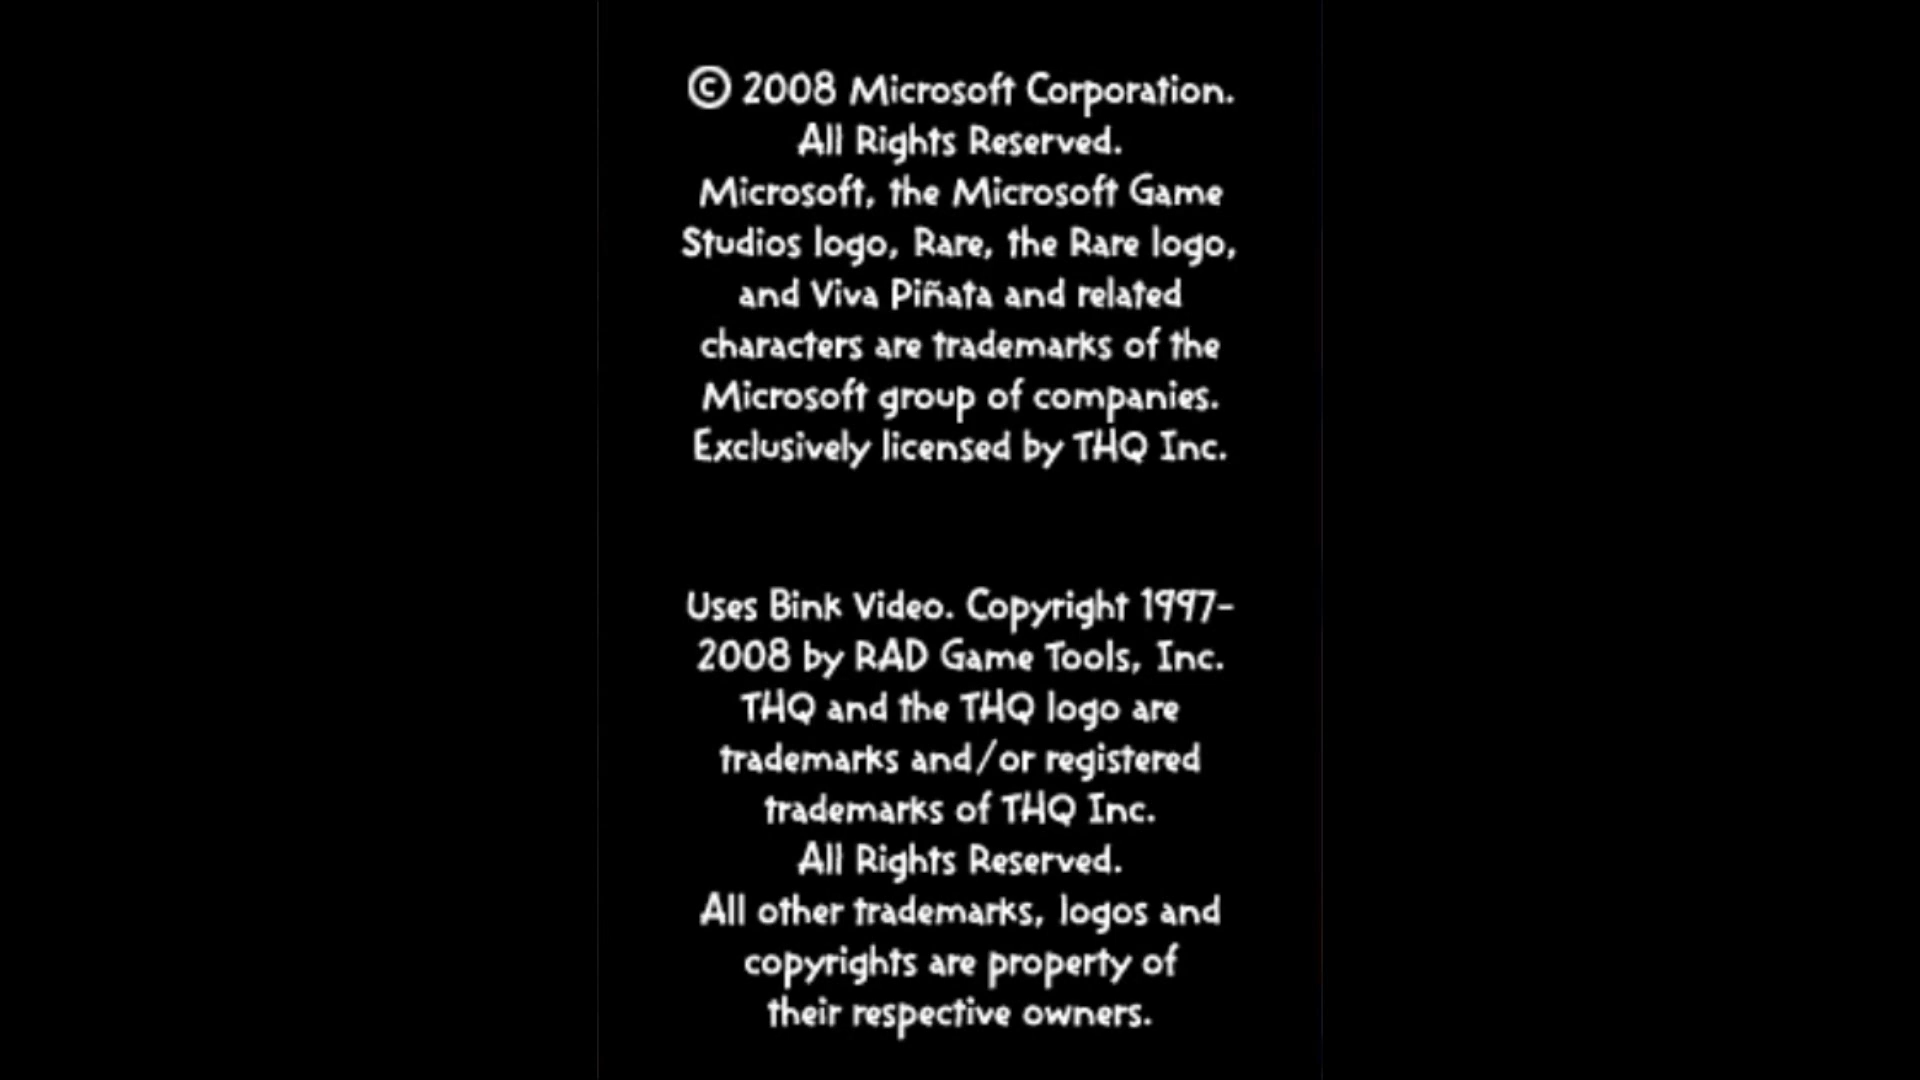 © 2008 Microsoft Corporation.
All Rights Reserved.
Microsoft, the Microsoft Game
Studios logo, Rare, the Rare logo,
and Viva Piñata and related
characters are trademarks of the
Microsoft group of companies.
Exclusively licensed by THQ Inc.
Uses Bink Video. Copyright 1997-
2008 by RAD Game Tools, Inc.
THQ and the THQ logo are
trademarks and/or registered
trademarks of THQ Inc.
All Rights Reserved.
All other trademarks, logos and
copyrights are property of
their respective owners.